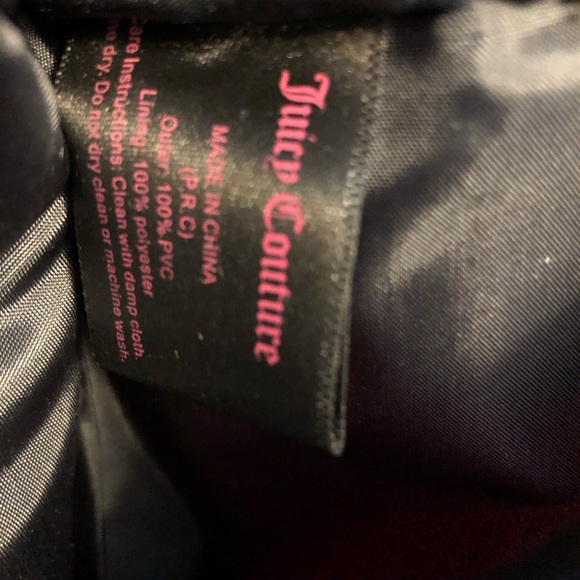 Juicy Couture
MADE IN CHINA
(P.R.C)
Outer: 100% PVC
Lining: 100% polyester
Care Instructions: Clean with damp cloth.
dry. Do not dry clean or machine wash.